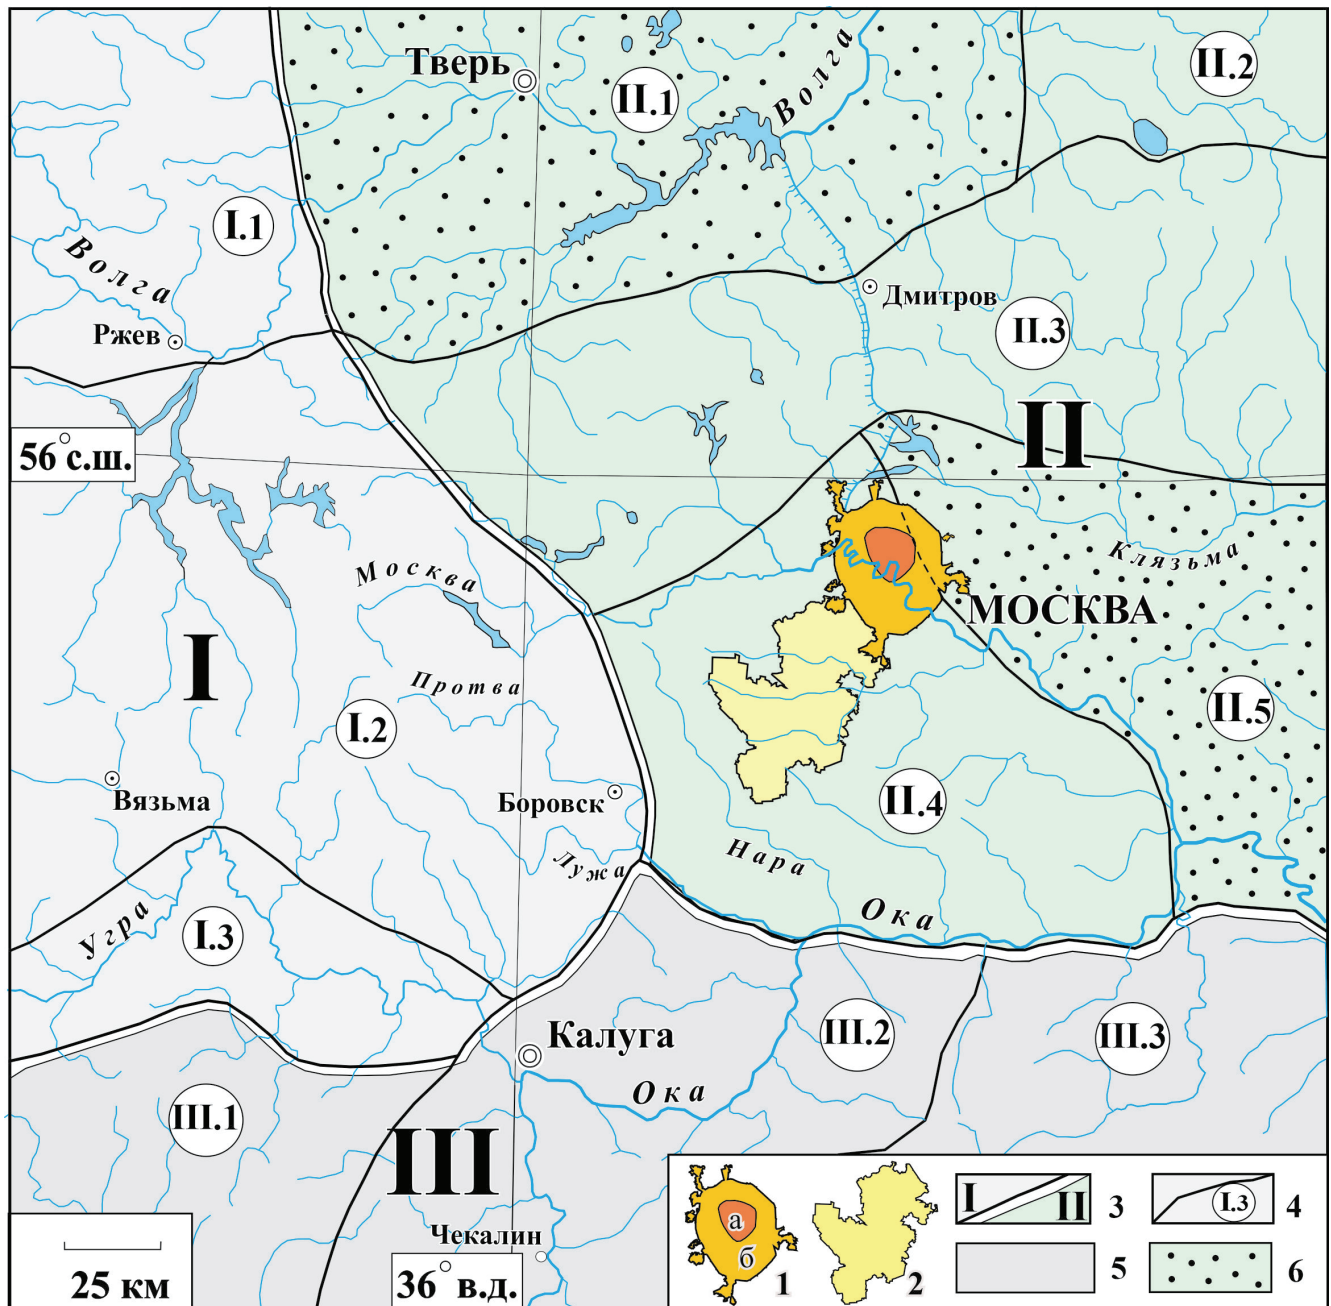 Тверь
II.1
Волга
II.2
I.1
Волга
Ржев
Дмитров
II.3
II
56° с.ш.
Клязьма
Москва
МОСКВА
I
Протва
I.2
II.5
Вязьма
Боровск
II.4
Лужа
Нара
Угра
I.3
Ока
Калуга
III.2
III.3
Ока
III.1
III
Чекалин
25 км
36° в.д.
а
б
1
2
I
II
3
I.3
4
5
6